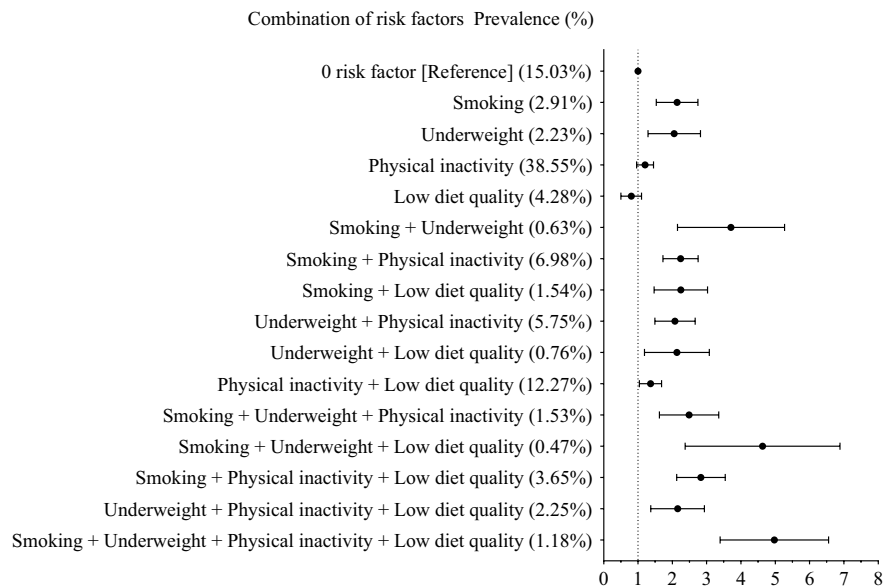 Combination of risk factors Prevalence (%)
0 risk factor [Reference] (15.03%)
Smoking (2.91%)
Underweight (2.23%)
Physical inactivity (38.55%)
Low diet quality (4.28%)
Smoking + Underweight (0.63%)
Smoking + Physical inactivity (6.98%)
Smoking + Low diet quality (1.54%)
Underweight + Physical inactivity (5.75%)
Underweight + Low diet quality (0.76%)
Physical inactivity + Low diet quality (12.27%)
Smoking + Underweight + Physical inactivity (1.53%)
Smoking + Underweight + Low diet quality (0.47%)
Smoking + Physical inactivity + Low diet quality (3.65%)
Underweight + Physical inactivity + Low diet quality (2.25%)
Smoking + Underweight + Physical inactivity + Low diet quality (1.18%)
0 1 2 3 4 5 6 7 8